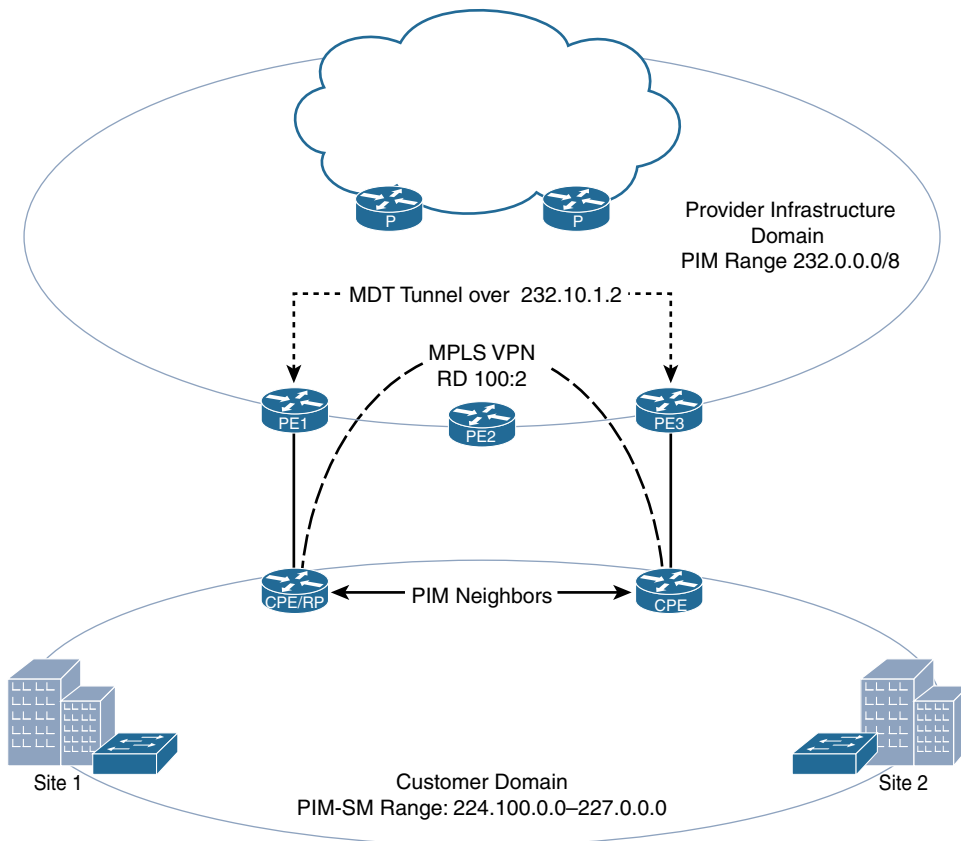 P
P
Provider Infrastructure
Domain
PIM Range 232.0.0.0/8
MDT Tunnel over 232.10.1.2
MPLS VPN
RD 100:2
PE1
PE2
PE3
CPE/RP
PIM Neighbors
CPE
Site 1
Site 2
Customer Domain
PIM-SM Range: 224.100.0.0–227.0.0.0